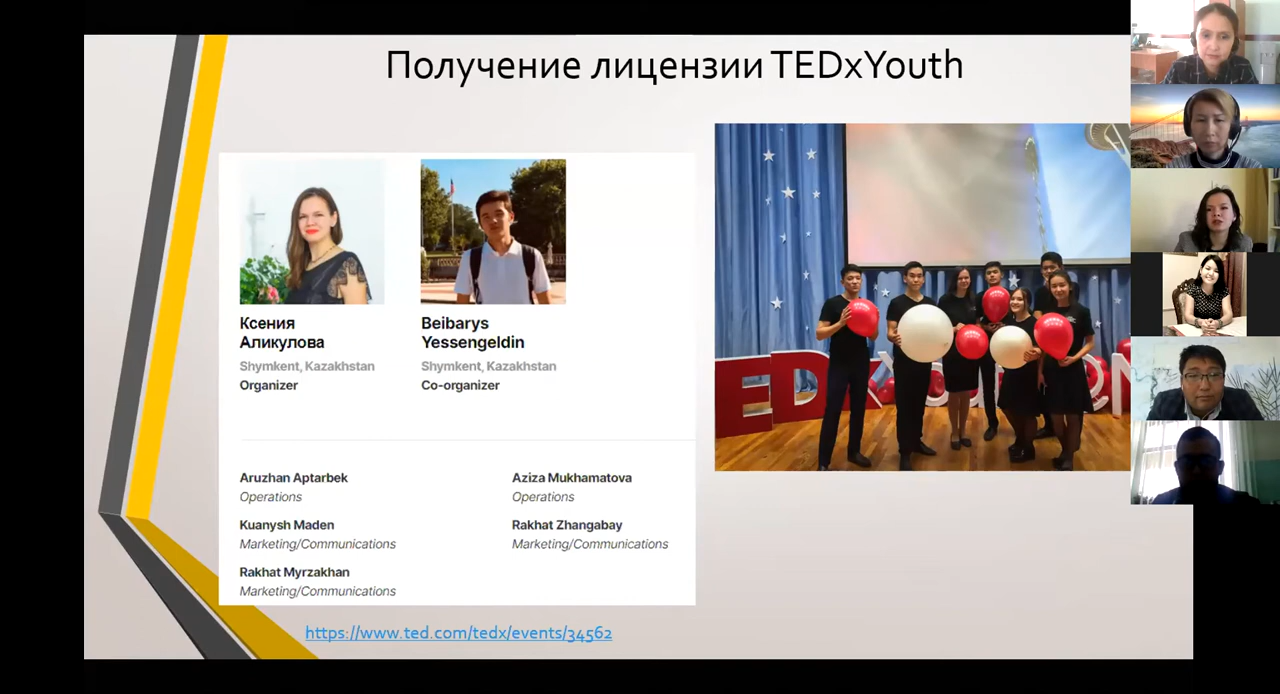 Получение лицензии TEDxYouth
Ксения
Аликулова
Shymkent, Kazakhstan
Organizer
Beibarys
Yessengeldin
Shymkent, Kazakhstan
Co-organizer
Aruzhan Aptarbek
Operations
Aziza Mukhamatova
Operations
Kuanysh Maden
Marketing/Communications
Rakhat Zhangabay
Marketing/Communications
Rakhat Myrzakhan
Marketing/Communications
https://www.ted.com/tedx/events/34562